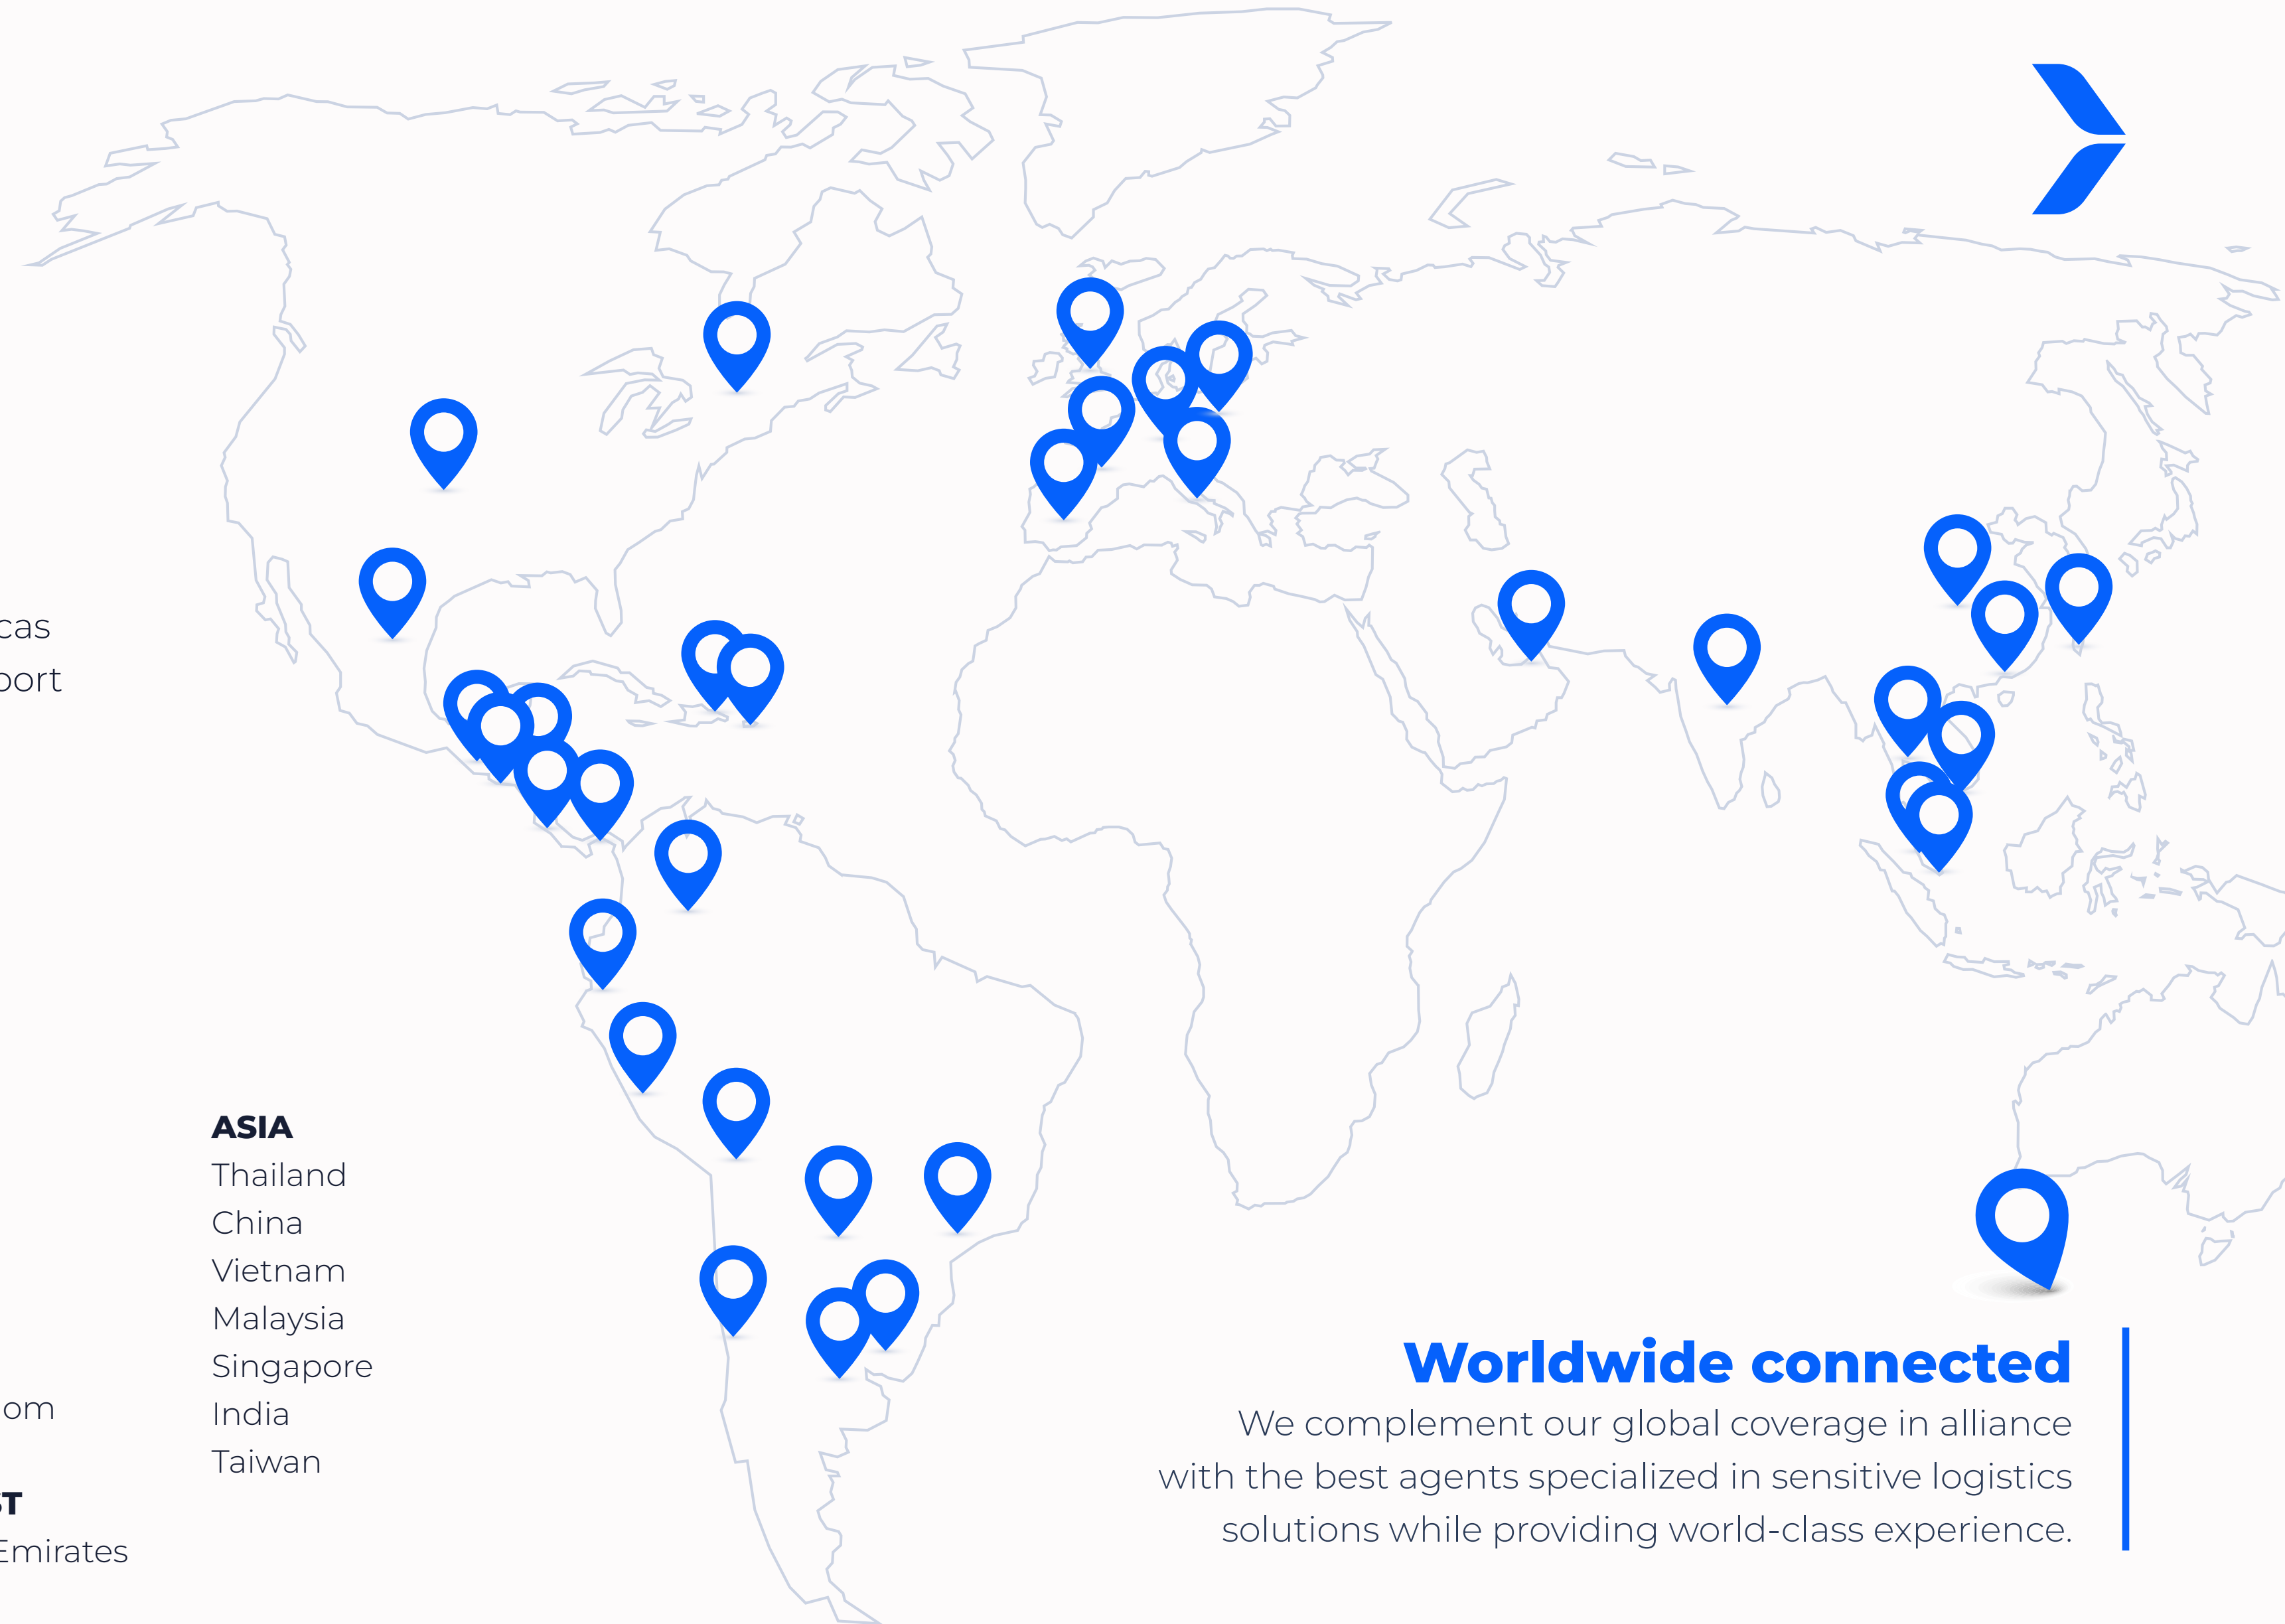 cas
port
om
ST
Emirates
ASIA
Thailand
China
Vietnam
Malaysia
Singapore
India
Taiwan
Worldwide connected
We complement our global coverage in alliance
with the best agents specialized in sensitive logistics
solutions while providing world-class experience.